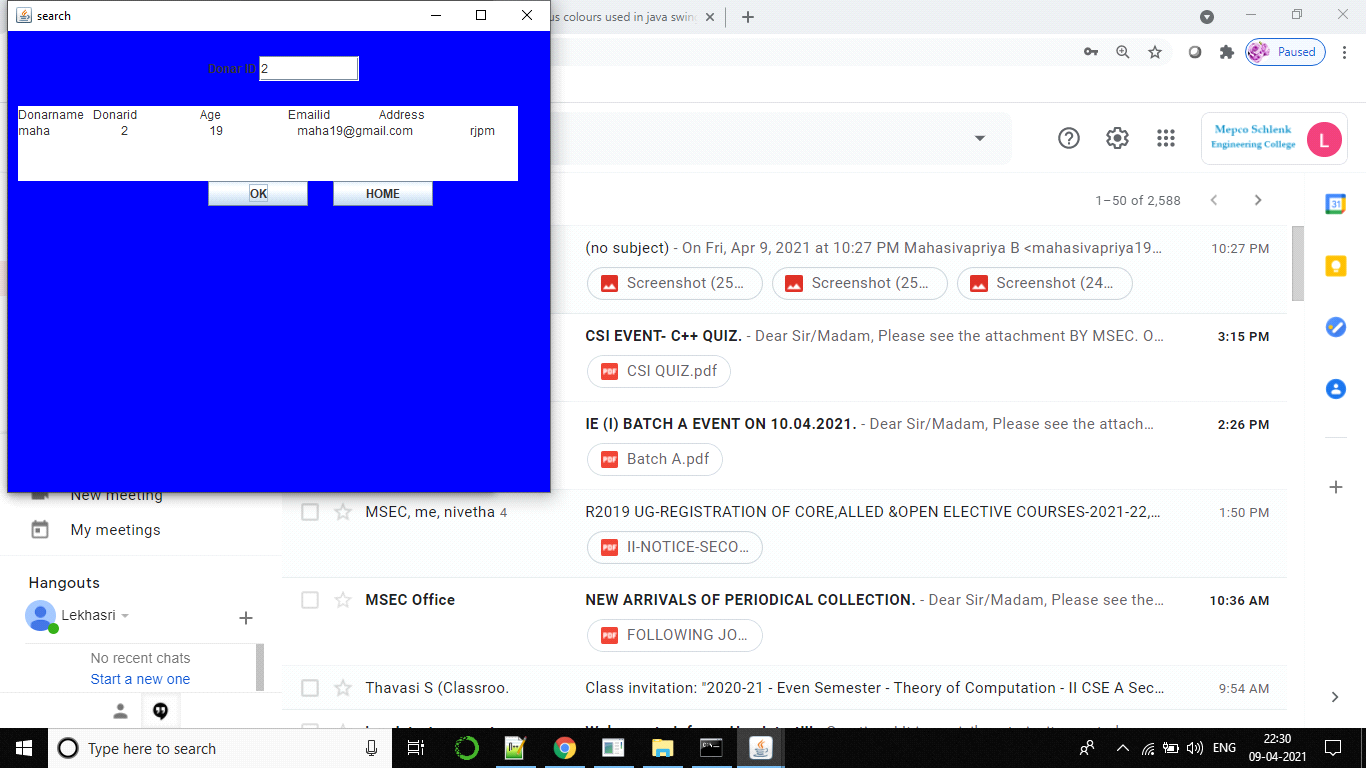 search
us colours used in java swin
Paused
Donar ID 2
Donarname Donarid Age Emailid Address
maha 2 19 maha19@gmail.com rjpm
OK HOME
Mepco Schlenk
Engineering College
L
1–50 of 2,588
31
(no subject) - On Fri, Apr 9, 2021 at 10:27 PM Mahasivapriya B <mahasivapriya19… 10:27 PM
Screenshot (25… Screenshot (25… Screenshot (24…
CSI EVENT- C++ QUIZ. - Dear Sir/Madam, Please see the attachment BY MSEC. O… 3:15 PM
PDF CSI QUIZ.pdf
IE (I) BATCH A EVENT ON 10.04.2021. - Dear Sir/Madam, Please see the attach… 2:26 PM
PDF Batch A.pdf
New meeting
MSEC, me, nivetha 4 R2019 UG-REGISTRATION OF CORE,ALLED &OPEN ELECTIVE COURSES-2021-22,… 1:50 PM
My meetings
PDF II-NOTICE-SECO…
Hangouts
MSEC Office NEW ARRIVALS OF PERIODICAL COLLECTION. - Dear Sir/Madam, Please see the… 10:36 AM
Lekhasri
PDF FOLLOWING JO…
No recent chats
Start a new one
Thavasi S (Classroo. Class invitation: "2020-21 - Even Semester - Theory of Computation - II CSE A Sec… 9:54 AM
Type here to search
ENG
22:30
09-04-2021